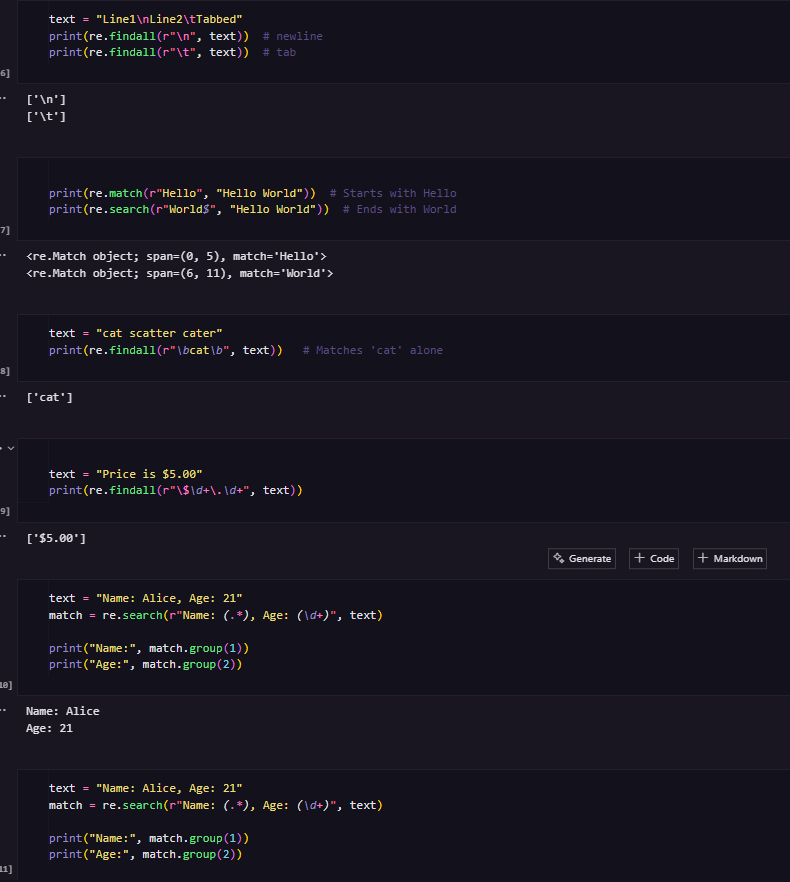 text = "Line1\nLine2\tTabbed"
print(re.findall(r"\n", text))  # newline
print(re.findall(r"\t", text))  # tab
6]
['\n']
['\t']
print(re.match(r"Hello", "Hello World"))  # Starts with Hello
print(re.search(r"World$", "Hello World"))  # Ends with World
7]
<re.Match object; span=(0, 5), match='Hello'>
<re.Match object; span=(6, 11), match='World'>
text = "cat scatter cater"
print(re.findall(r"\bcat\b", text))   # Matches 'cat' alone
8]
['cat']
text = "Price is $5.00"
print(re.findall(r"\$\d+\.\d+", text))
9]
['$5.00']
Generate + Code + Markdown
text = "Name: Alice, Age: 21"
match = re.search(r"Name: (.*), Age: (\d+)", text)
print("Name:", match.group(1))
print("Age:", match.group(2))
10]
Name: Alice
Age: 21
text = "Name: Alice, Age: 21"
match = re.search(r"Name: (.*), Age: (\d+)", text)
print("Name:", match.group(1))
print("Age:", match.group(2))
11]